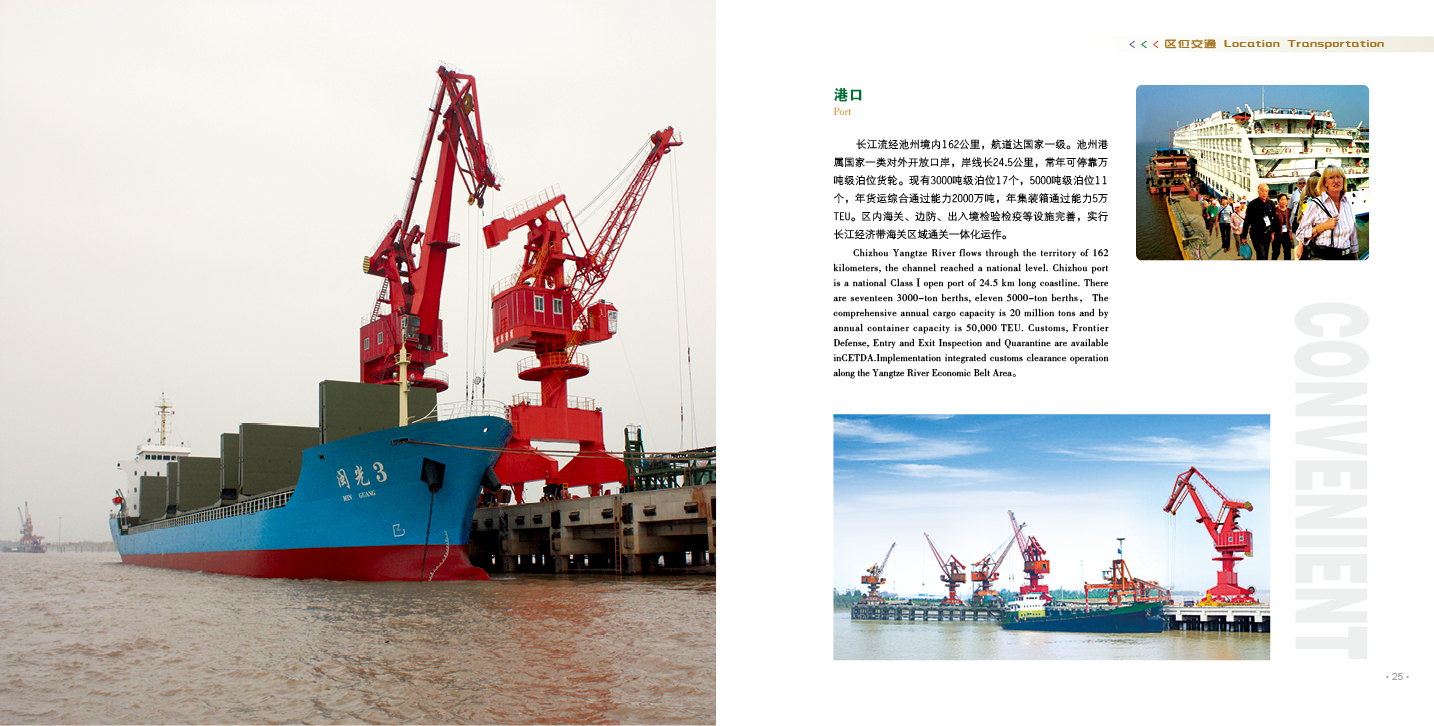 闽光3
MIN GUANG
区位交通 Location Transportation
港口
Port
长江流经池州境内162公里，航道达国家一级。池州港
属国家一类对外开放口岸，岸线长24.5公里，常年可停靠万
吨级泊位货轮。现有3000吨级泊位17个，5000吨级泊位11
个，年货运综合通过能力2000万吨，年集装箱通过能力5万
TEU。区内海关、边防、出入境检验检疫等设施完善，实行
长江经济带海关区域通关一体化运作。
Chizhou Yangtze River flows through the territory of 162
kilometers, the channel reached a national level. Chizhou port
is a national Class I open port of 24.5 km long coastline. There
are seventeen 3000-ton berths, eleven 5000-ton berths， The
comprehensive annual cargo capacity is 20 million tons and by
annual container capacity is 50,000 TEU. Customs, Frontier
Defense, Entry and Exit Inspection and Quarantine are available
inCETDA.Implementation integrated customs clearance operation
along the Yangtze River Economic Belt Area。
CONVENIENT
· 25 ·